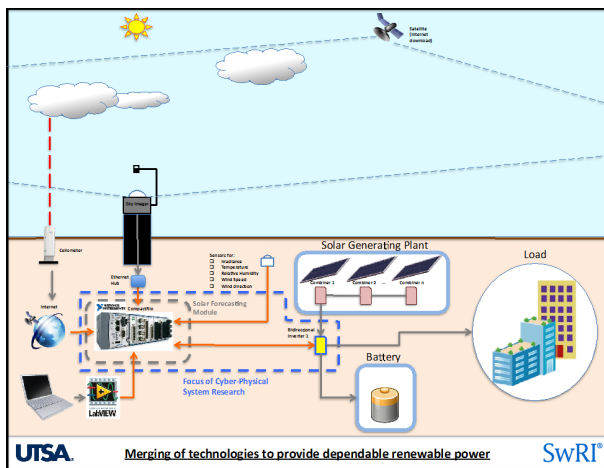 Satellite
(internet
download)
Sky Imager
Ceilometer
Ethernet
Hub
Sensors for:
Irradiance
Temperature
Relative Humidity
Wind Speed
Wind direction
Solar Generating Plant
Combiner 1
Combiner 2
...
Combiner n
Load
Internet
NATIONAL
INSTRUMENTS
CompactRio
Solar Forecasting
Module
Bidirectional
Inverter 1
Battery
Focus of Cyber-Physical
System Research
LabVIEW
UTSA.
Merging of technologies to provide dependable renewable power
SwRI®